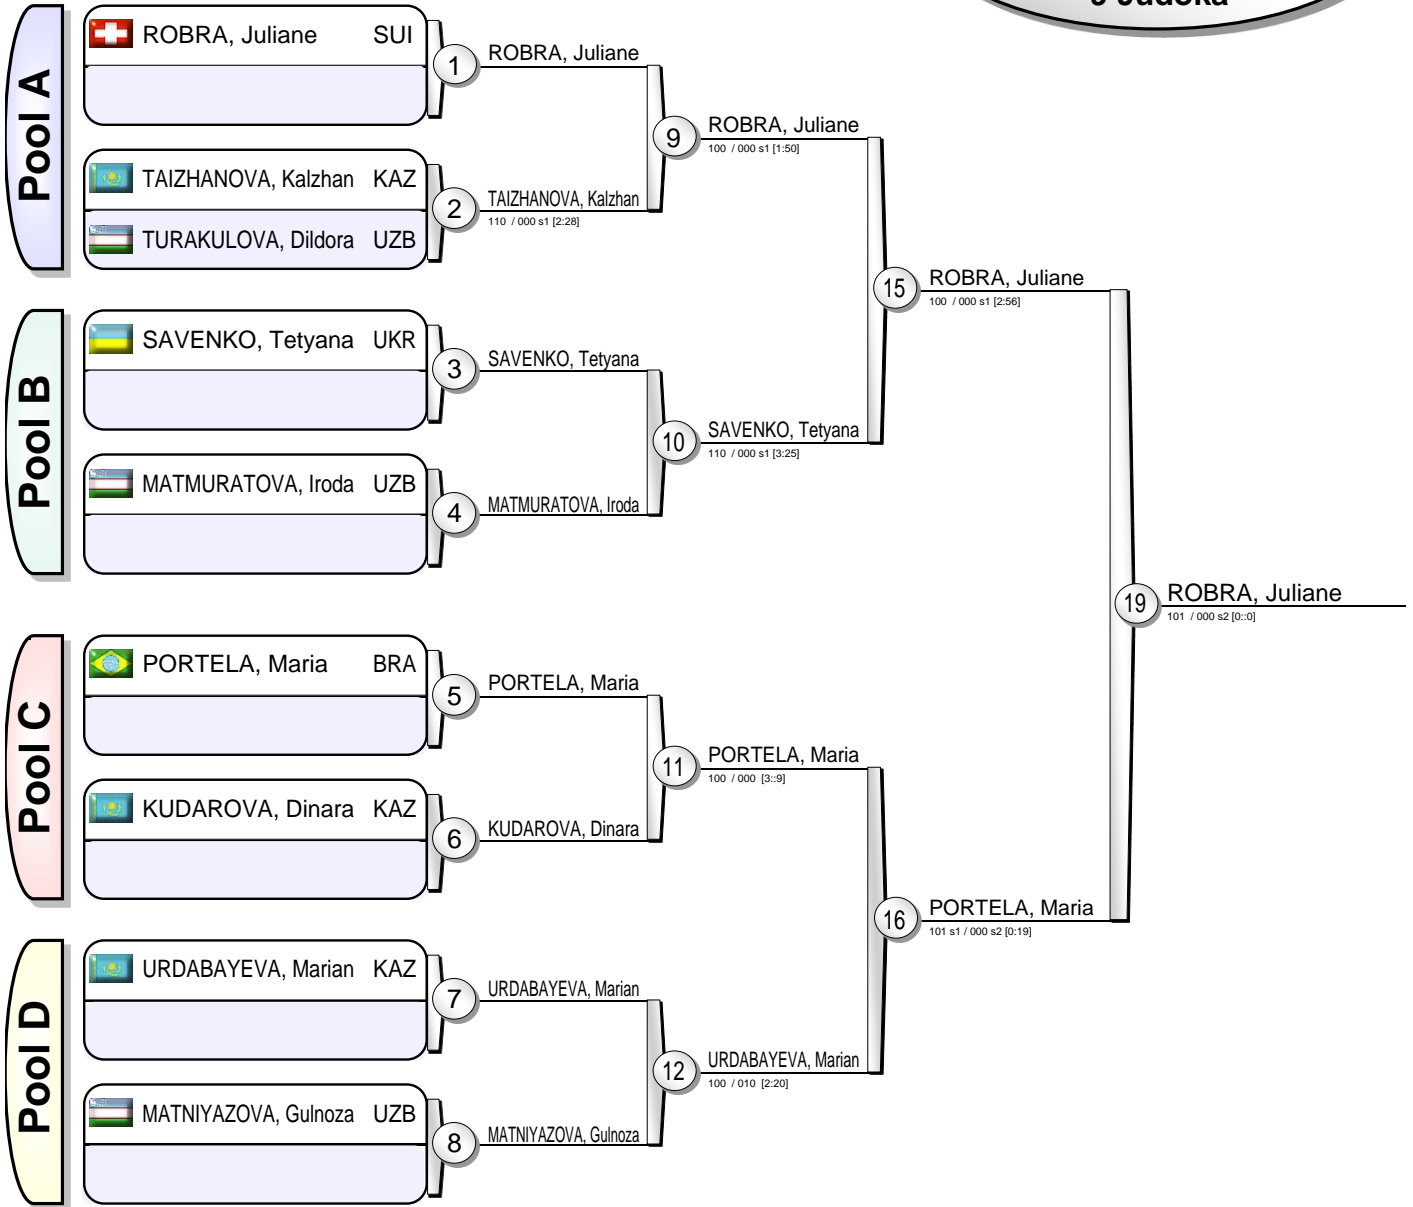 9 Judoka
Pool A
ROBRA, Juliane SUI
1
TAIZHANOVA, Kalzhan KAZ
TURAKULOVA, Dildora UZB
2
Pool B
SAVENKO, Tetyana UKR
3
MATMURATOVA, Iroda UZB
4
Pool C
PORTELA, Maria BRA
5
KUDAROVA, Dinara KAZ
6
Pool D
URDABAYEVA, Marian KAZ
7
MATNIYAZOVA, Gulnoza UZB
8
ROBRA, Juliane
9
TAIZHANOVA, Kalzhan
110 / 000 s1 [2:28]
SAVENKO, Tetyana
10
MATMURATOVA, Iroda
PORTELA, Maria
11
KUDAROVA, Dinara
URDABAYEVA, Marian
12
MATNIYAZOVA, Gulnoza
ROBRA, Juliane
100 / 000 s1 [1:50]
15
SAVENKO, Tetyana
110 / 000 s1 [3:25]
PORTELA, Maria
100 / 000 [3::9]
16
URDABAYEVA, Marian
100 / 010 [2:20]
ROBRA, Juliane
100 / 000 s1 [2:56]
19
PORTELA, Maria
101 s1 / 000 s2 [0:19]
ROBRA, Juliane
101 / 000 s2 [0::0]